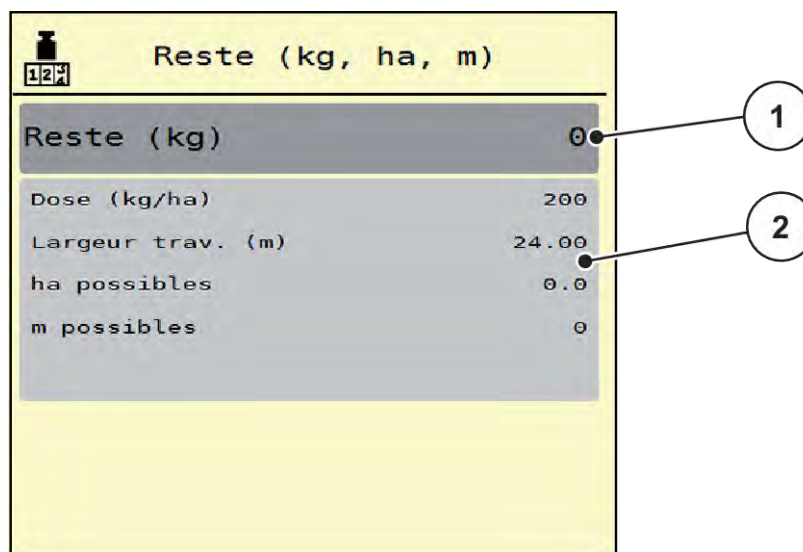 123
Reste (kg, ha, m)
Reste (kg) 0
1
Dose (kg/ha) 200
Largeur trav. (m) 24.00
2
ha possibles 0.0
m possibles 0